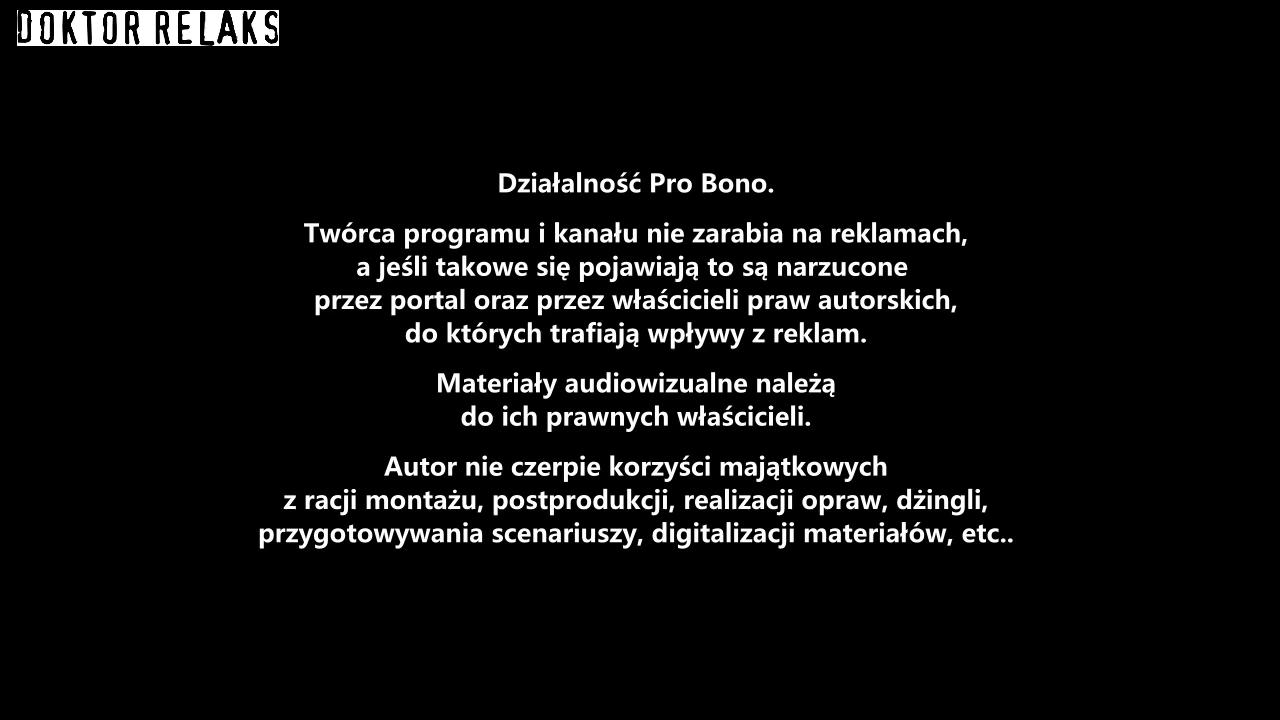 DOKTOR RELAKS
Działalność Pro Bono.
Twórca programu i kanału nie zarabia na reklamach,
a jeśli takowe się pojawiają to są narzucone
przez portal oraz przez właścicieli praw autorskich,
do których trafiają wpływy z reklam.
Materiały audiowizualne należą
do ich prawnych właścicieli.
Autor nie czerpie korzyści majątkowych
z racji montażu, postprodukcji, realizacji opraw, dżingli,
przygotowywania scenariuszy, digitalizacji materiałów, etc..